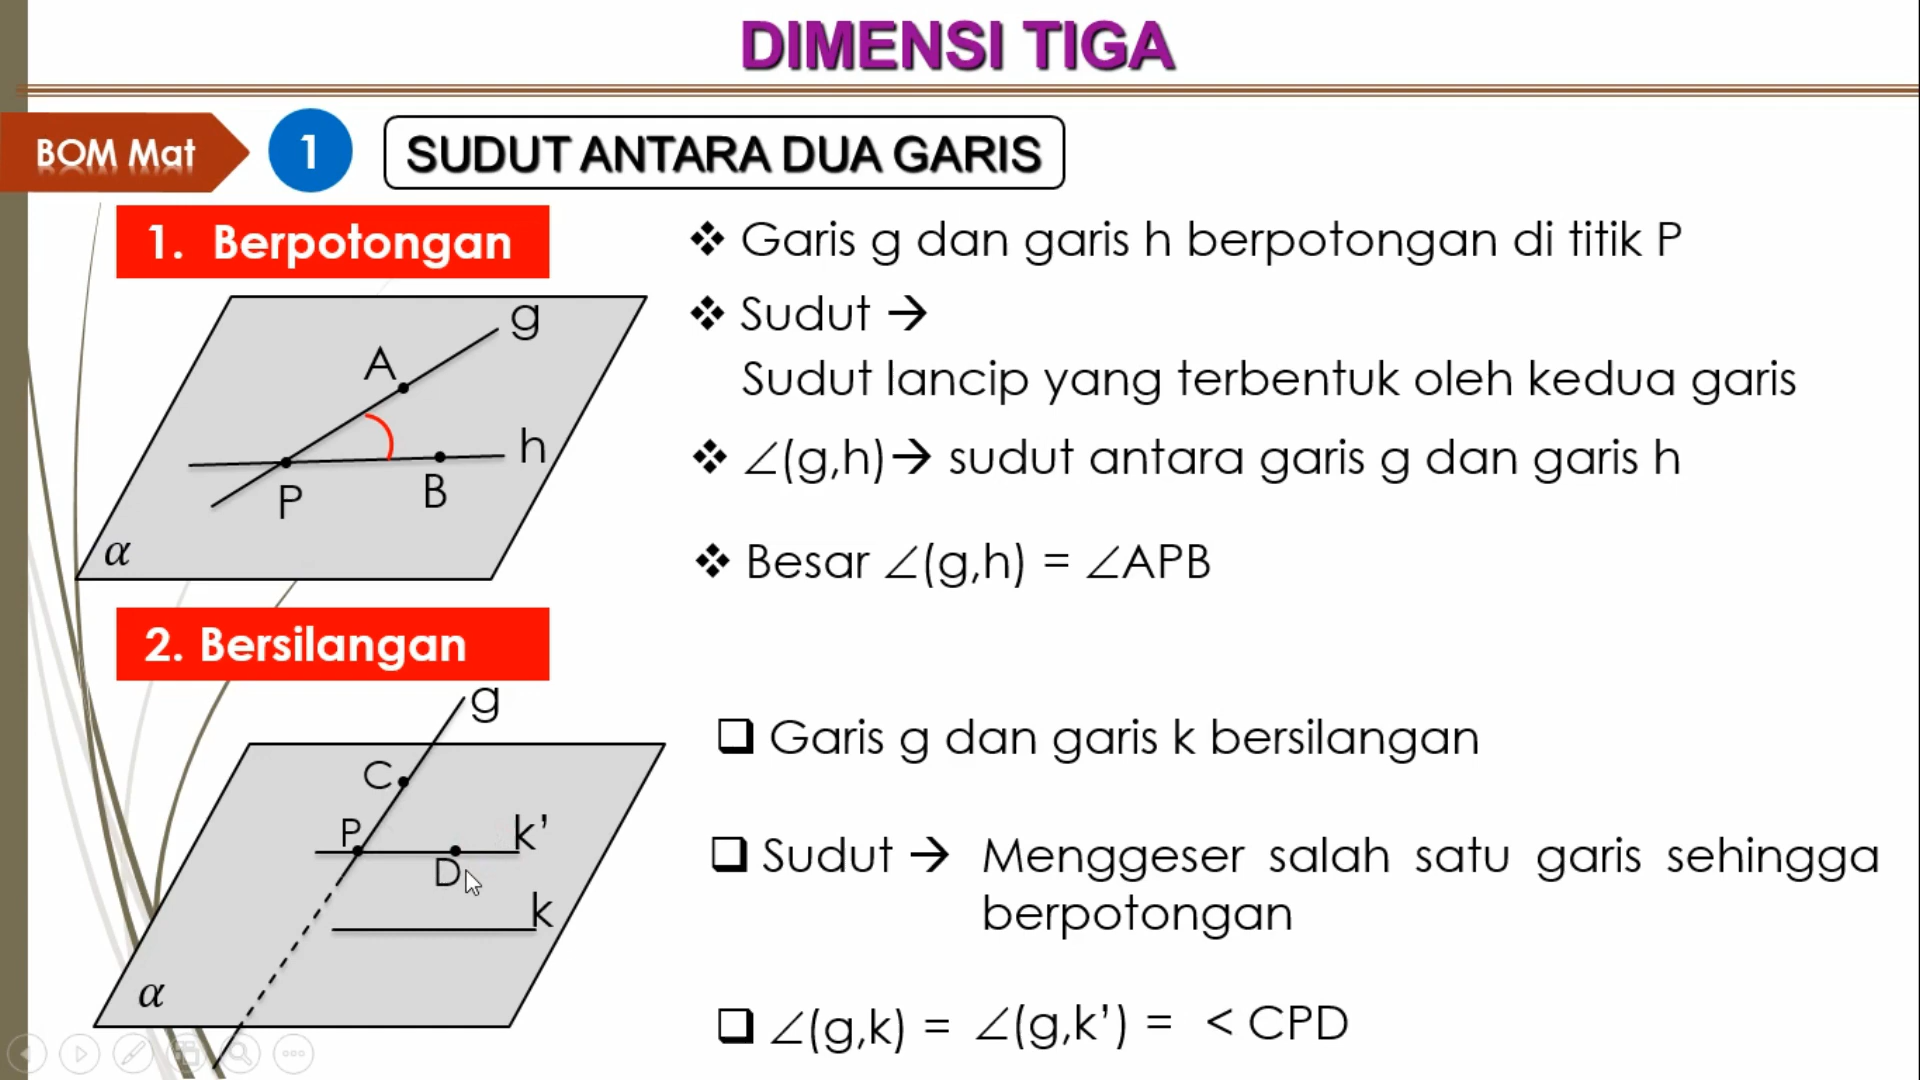 DIMENSI TIGA
BOM Mat
1
SUDUT ANTARA DUA GARIS
1. Berpotongan
g
A
h
P
B
α
❖ Garis g dan garis h berpotongan di titik P
❖ Sudut →
Sudut lancip yang terbentuk oleh kedua garis
❖ ∠(g,h)→ sudut antara garis g dan garis h
❖ Besar ∠(g,h) = ∠APB
2. Bersilangan
g
C
P
k'
D
k
α
❑ Garis g dan garis k bersilangan
❑ Sudut → Menggeser salah satu garis sehingga
berpotongan
❑ ∠(g,k) = ∠(g,k') = < CPD